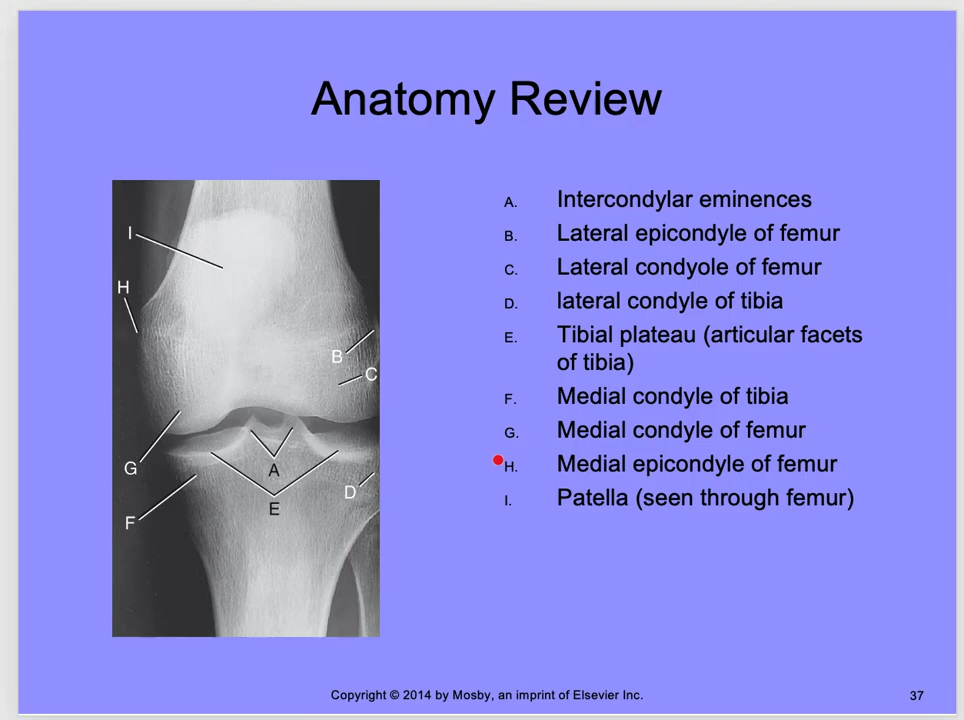 Anatomy Review
I
H
B
C
G
A
D
E
F
A. Intercondylar eminences
B. Lateral epicondyle of femur
C. Lateral condyole of femur
D. lateral condyle of tibia
E. Tibial plateau (articular facets
of tibia)
F. Medial condyle of tibia
G. Medial condyle of femur
H. Medial epicondyle of femur
I. Patella (seen through femur)
Copyright © 2014 by Mosby, an imprint of Elsevier Inc.
37